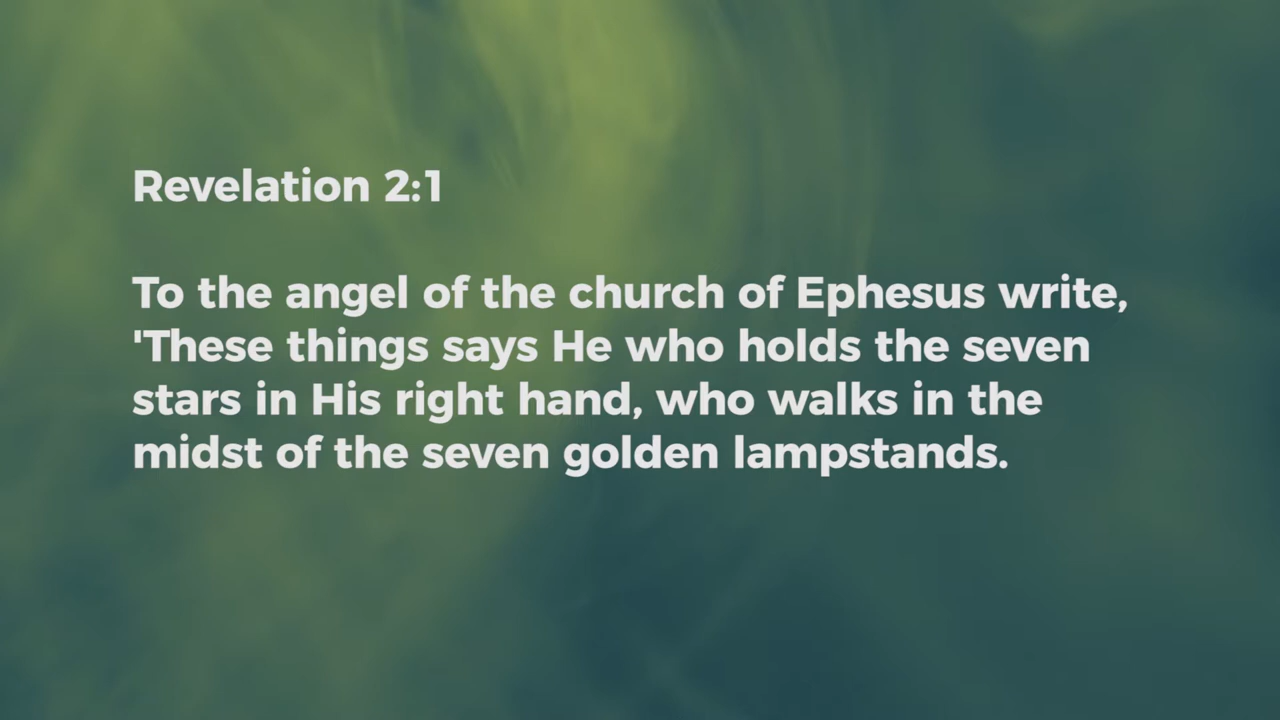 Revelation 2:1
To the angel of the church of Ephesus write,
'These things says He who holds the seven
stars in His right hand, who walks in the
midst of the seven golden lampstands.